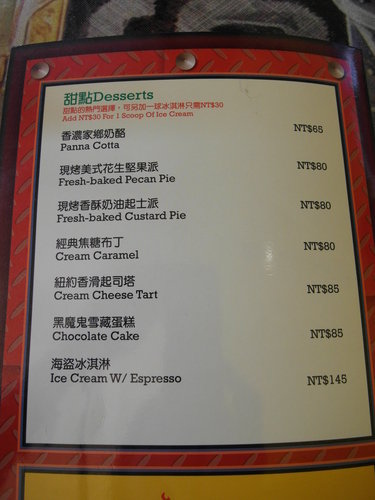 甜點Desserts
甜點的熱門選擇，可另加一球冰淇淋只需NT$30
Add NT$30 For 1 Scoop Of Ice Cream
香濃家鄉奶酪
Panna Cotta NT$65
現烤美式花生堅果派
Fresh-baked Pecan Pie NT$80
現烤香酥奶油起士派
Fresh-baked Custard Pie NT$80
經典焦糖布丁
Cream Caramel NT$80
紐約香滑起司塔
Cream Cheese Tart NT$85
黑魔鬼雪藏蛋糕
Chocolate Cake NT$85
海盜冰淇淋
Ice Cream W/ Espresso NT$145